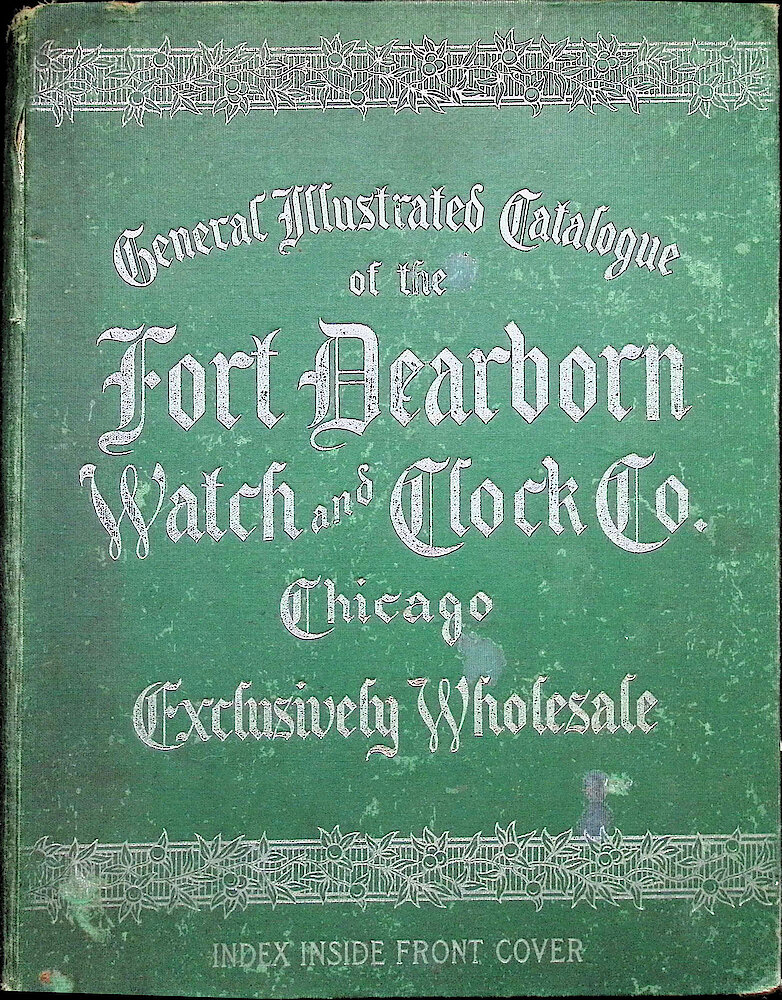 General Illustrated Catalogue
of the
Fort Dearborn
Watch and Clock Co.
Chicago
Exclusively Wholesale
INDEX INSIDE FRONT COVER